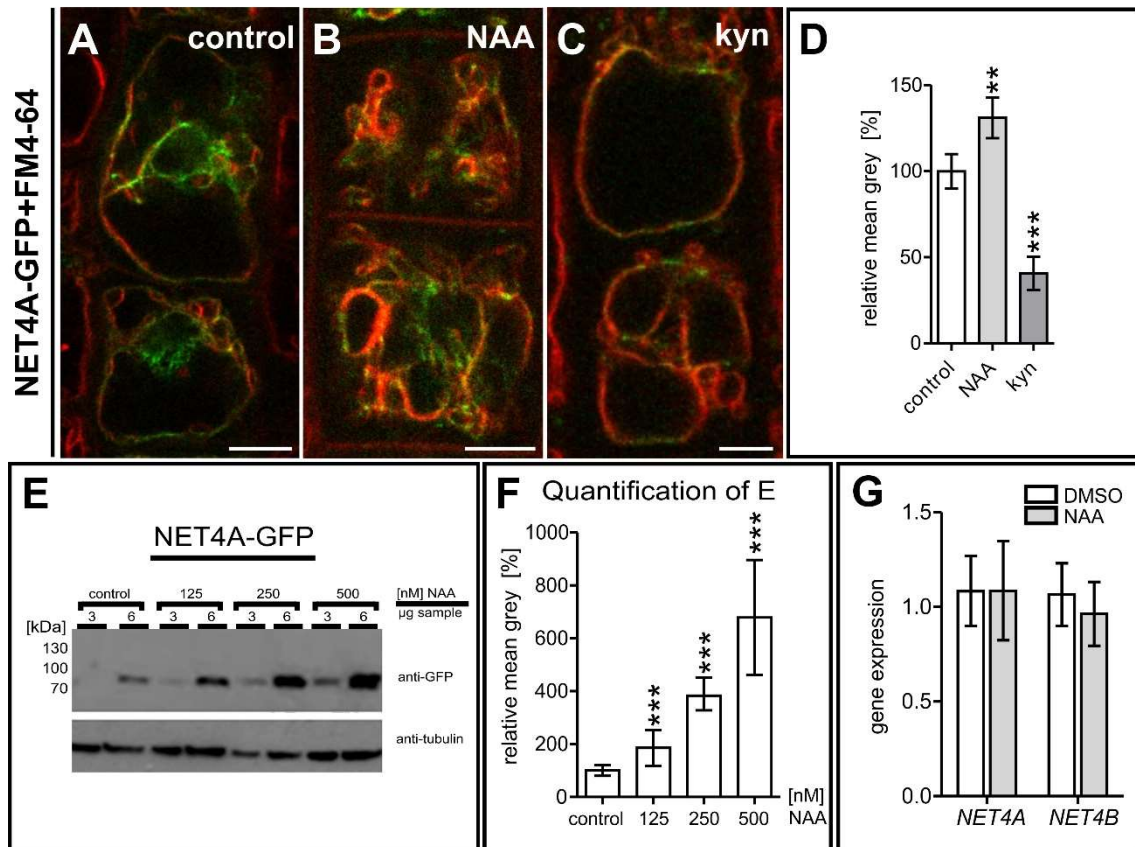 NET4A-GFP+FM4-64
A control
B NAA
C kyn
D
relative mean grey [%]
150
100
50
0
**
***
control NAA kyn
E
NET4A-GFP
control 125 250 500 [nM] NAA
3 6 3 6 3 6 3 6 µg sample
[kDa]
130
100
70
anti-GFP
anti-tubulin
F Quantification of E
relative mean grey [%]
1000
800
600
400
200
0
***
***
***
control 125 250 500 [nM] NAA
G
DMSO
NAA
gene expression
1.5
1.0
0.5
0.0
NET4A NET4B